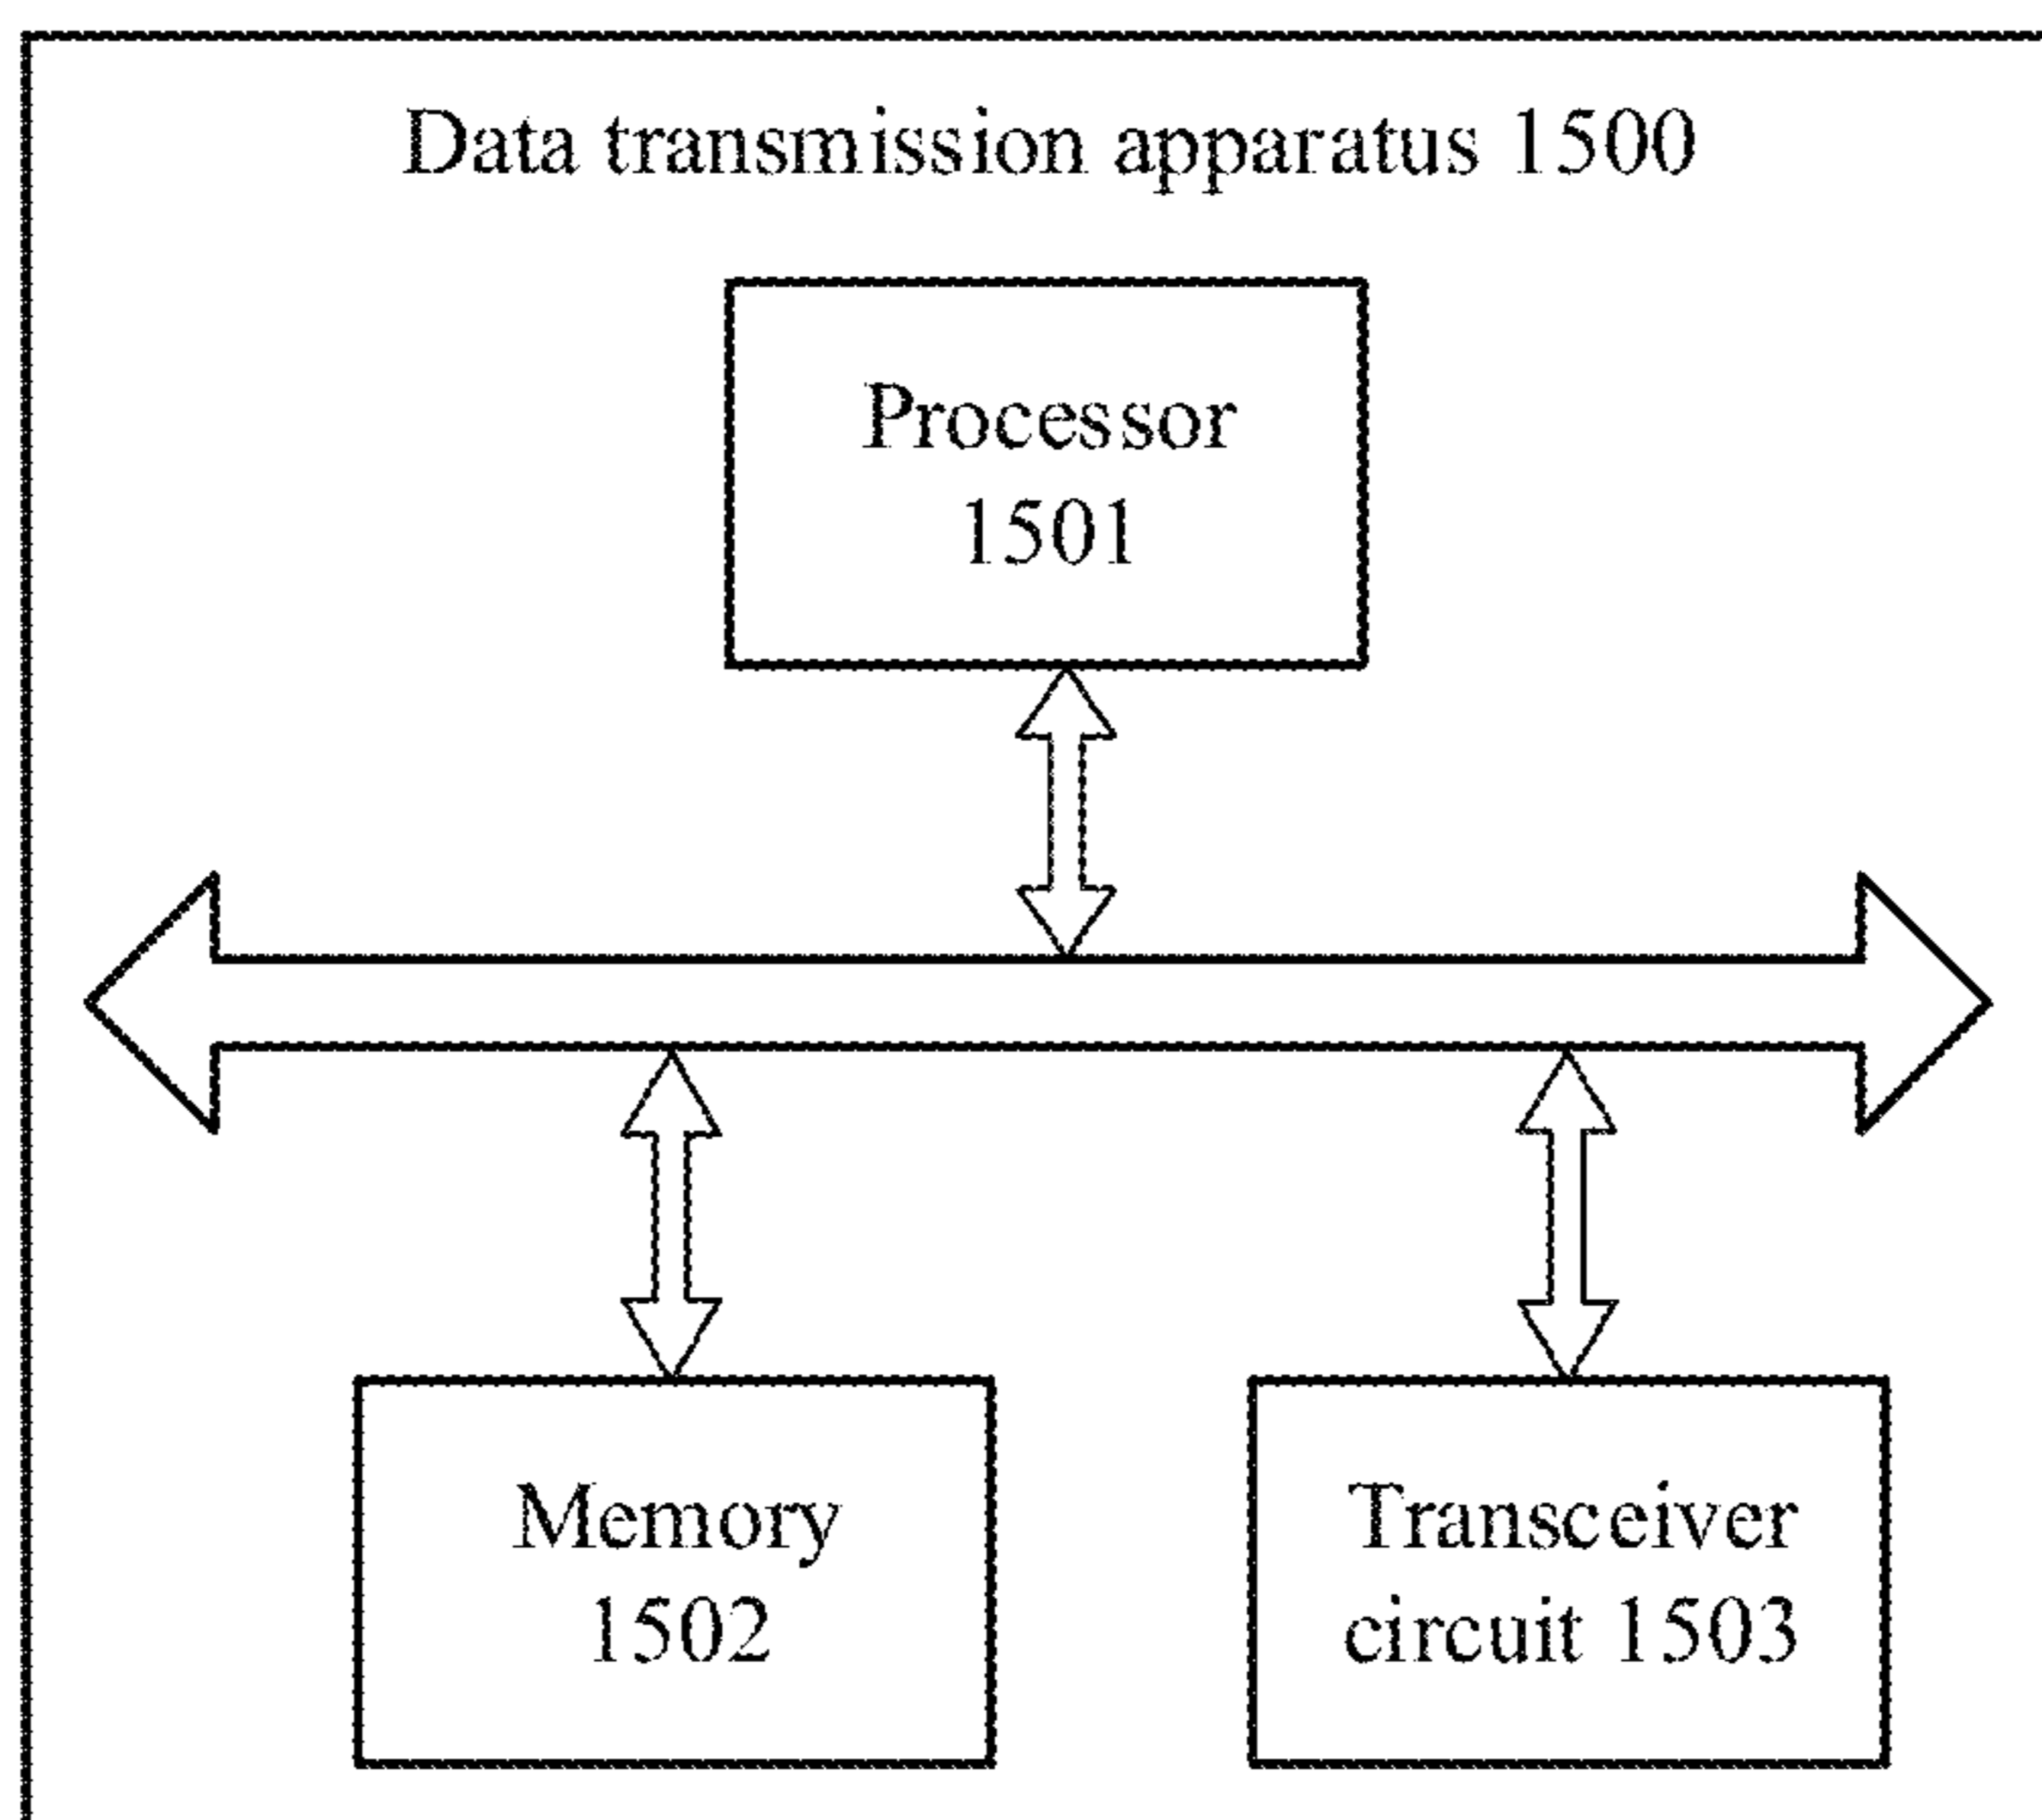 Data transmission apparatus 1500
Processor
1501
Memory
1502
Transceiver
circuit 1503